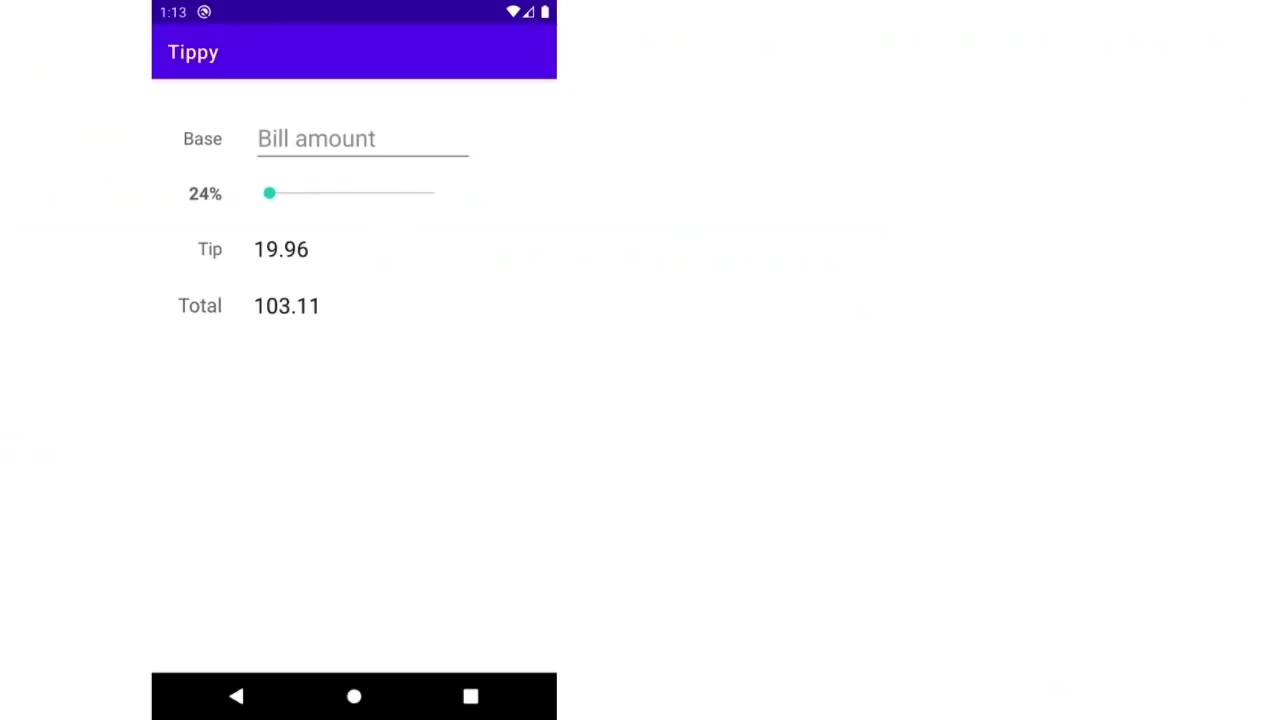 1:13
Tippy
Base Bill amount
24%
Tip 19.96
Total 103.11